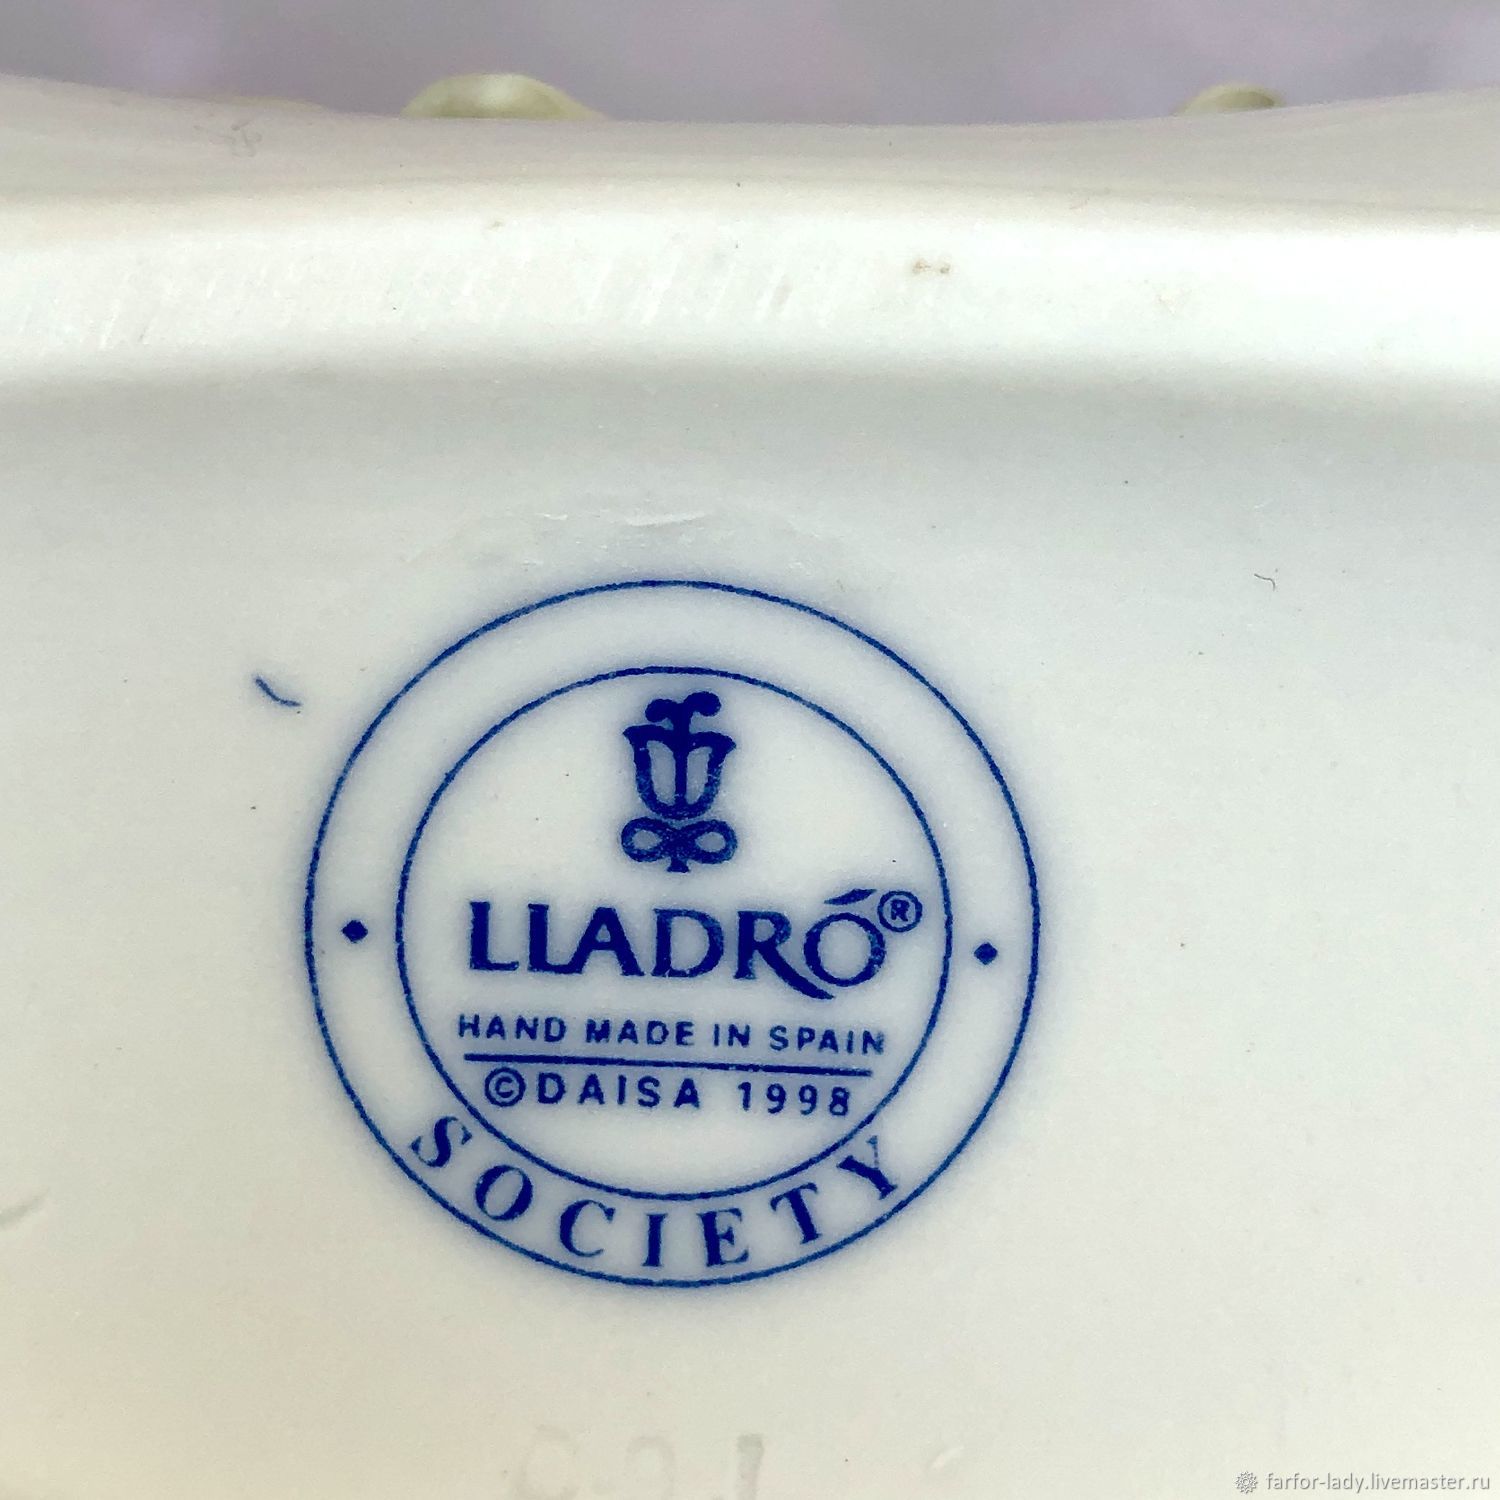 LLADRÓ®
HAND MADE IN SPAIN
©DAISA 1998
SOCIETY
farfor-lady.livemaster.ru